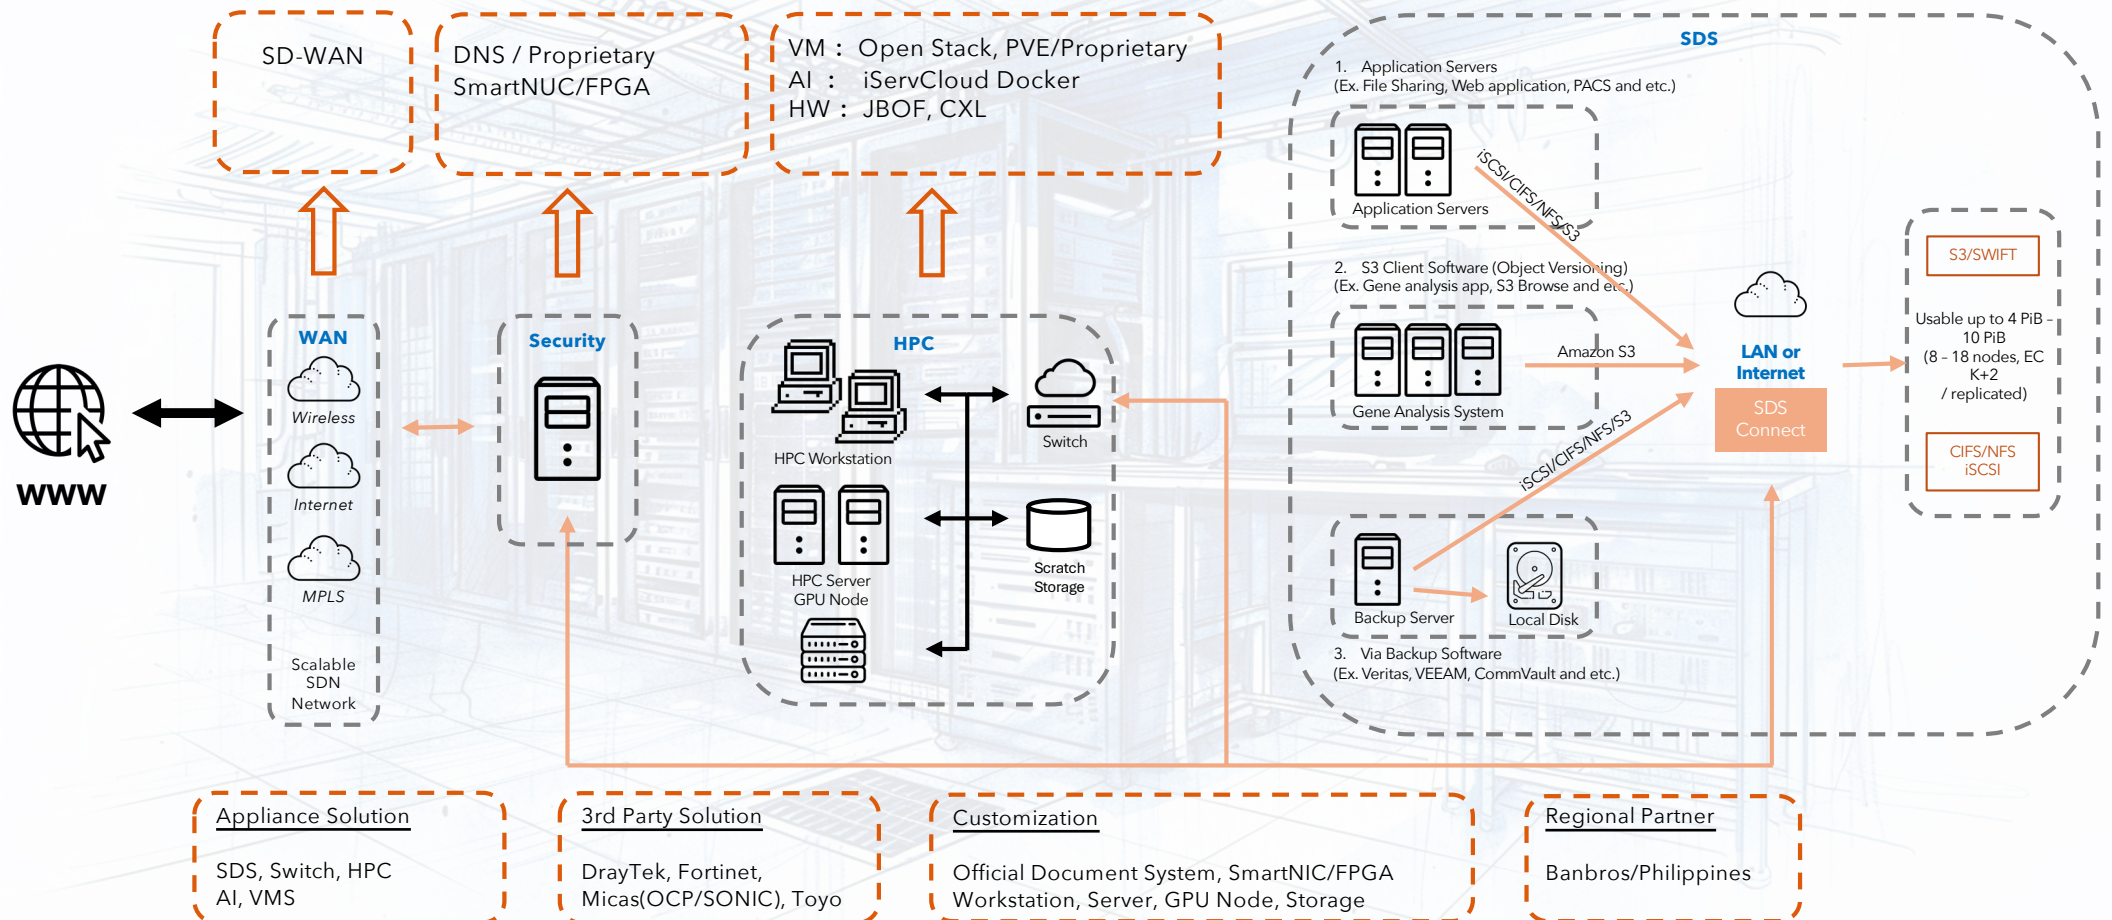 SD-WAN
DNS / Proprietary
SmartNUC/FPGA
VM : Open Stack, PVE/Proprietary
AI : iServCloud Docker
HW : JBOF, CXL
WWW
WAN
Wireless
Internet
MPLS
Scalable
SDN
Network
Security
HPC
HPC Workstation
Switch
HPC Server
GPU Node
Scratch
Storage
SDS
1. Application Servers
(Ex. File Sharing, Web application, PACS and etc.)
Application Servers
iSCSI/CIFS/NFS/S3
2. S3 Client Software (Object Versioning)
(Ex. Gene analysis app, S3 Browse and etc.)
Gene Analysis System
Amazon S3
iSCSI/CIFS/NFS/S3
Backup Server
Local Disk
3. Via Backup Software
(Ex. Veritas, VEEAM, CommVault and etc.)
LAN or
Internet
SDS
Connect
S3/SWIFT
Usable up to 4 PiB –
10 PiB
(8 – 18 nodes, EC
K+2
/ replicated)
CIFS/NFS
iSCSI
Appliance Solution
SDS, Switch, HPC
AI, VMS
3rd Party Solution
DrayTek, Fortinet,
Micas(OCP/SONIC), Toyo
Customization
Official Document System, SmartNIC/FPGA
Workstation, Server, GPU Node, Storage
Regional Partner
Banbros/Philippines